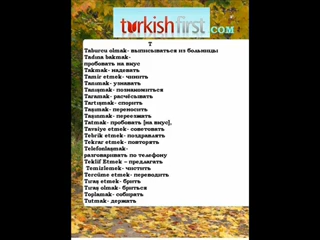 turkishfirst.COM
T
Taburcu olmak- выписываться из больницы
Tadına bakmak-
пробовать на вкус
Takmak- надевать
Tamir etmek- чинить
Tanımak- узнавать
Tanışmak- познакомиться
Taramak- расчёсывать
Tartışmak- спорить
Taşımak- переносить
Taşınmak- переезжать
Tatmak- пробовать [на вкус],
Tavsiye etmek- советовать
Tebrik etmek- поздравлять
Tekrar etmek- повторять
Telefonlaşmak-
разговаривать по телефону
Teklif Etmek – предлагать
Temizlemek- чистить
Tercüme etmek- переводить
Tıraş etmek- брить
Tıraş olmak- бриться
Toplamak- собирать
Tutmak- держать